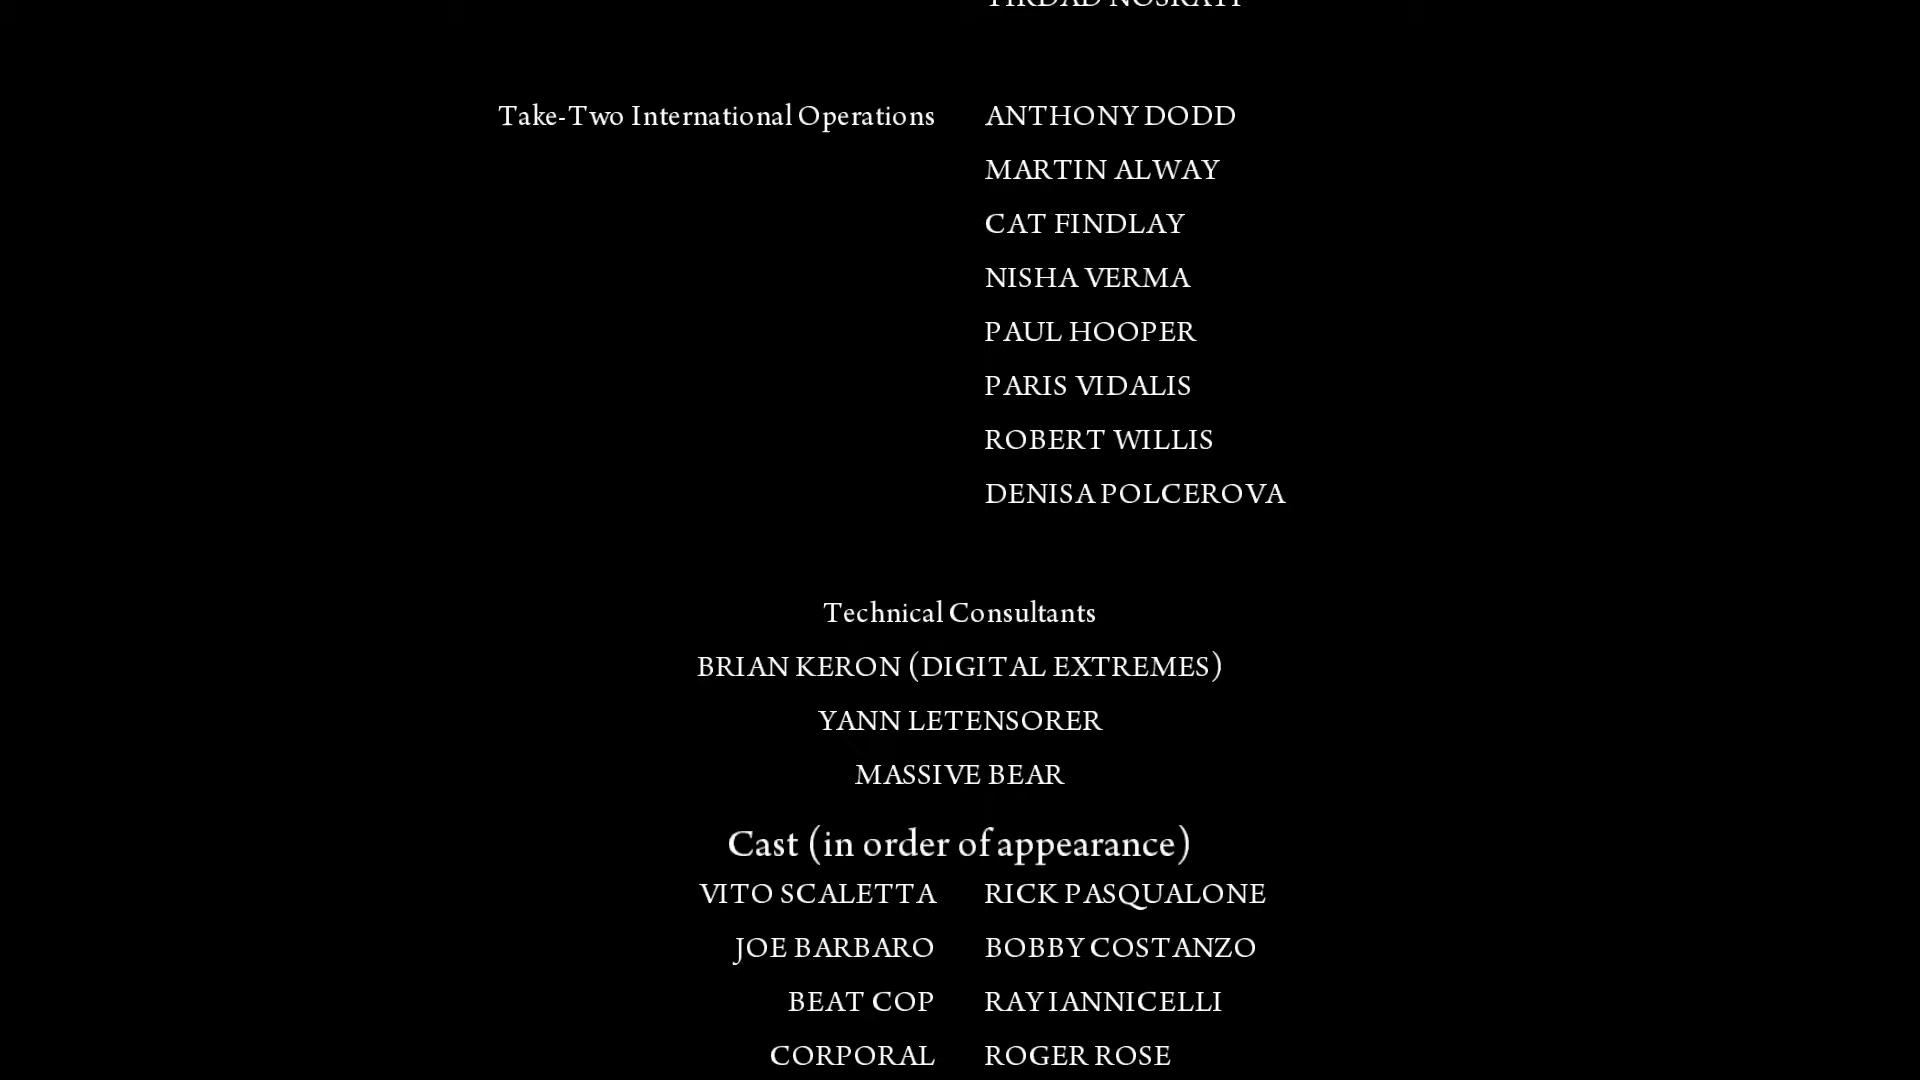 Take-Two International Operations ANTHONY DODD
MARTIN ALWAY
CAT FINDLAY
NISHA VERMA
PAUL HOOPER
PARIS VIDALIS
ROBERT WILLIS
DENISA POLCEROVA
Technical Consultants
BRIAN KERON (DIGITAL EXTREMES)
YANN LETENSORER
MASSIVE BEAR
Cast (in order of appearance)
VITO SCALETTA RICK PASQUALONE
JOE BARBARO BOBBY COSTANZO
BEAT COP RAY IANNICELLI
CORPORAL ROGER ROSE